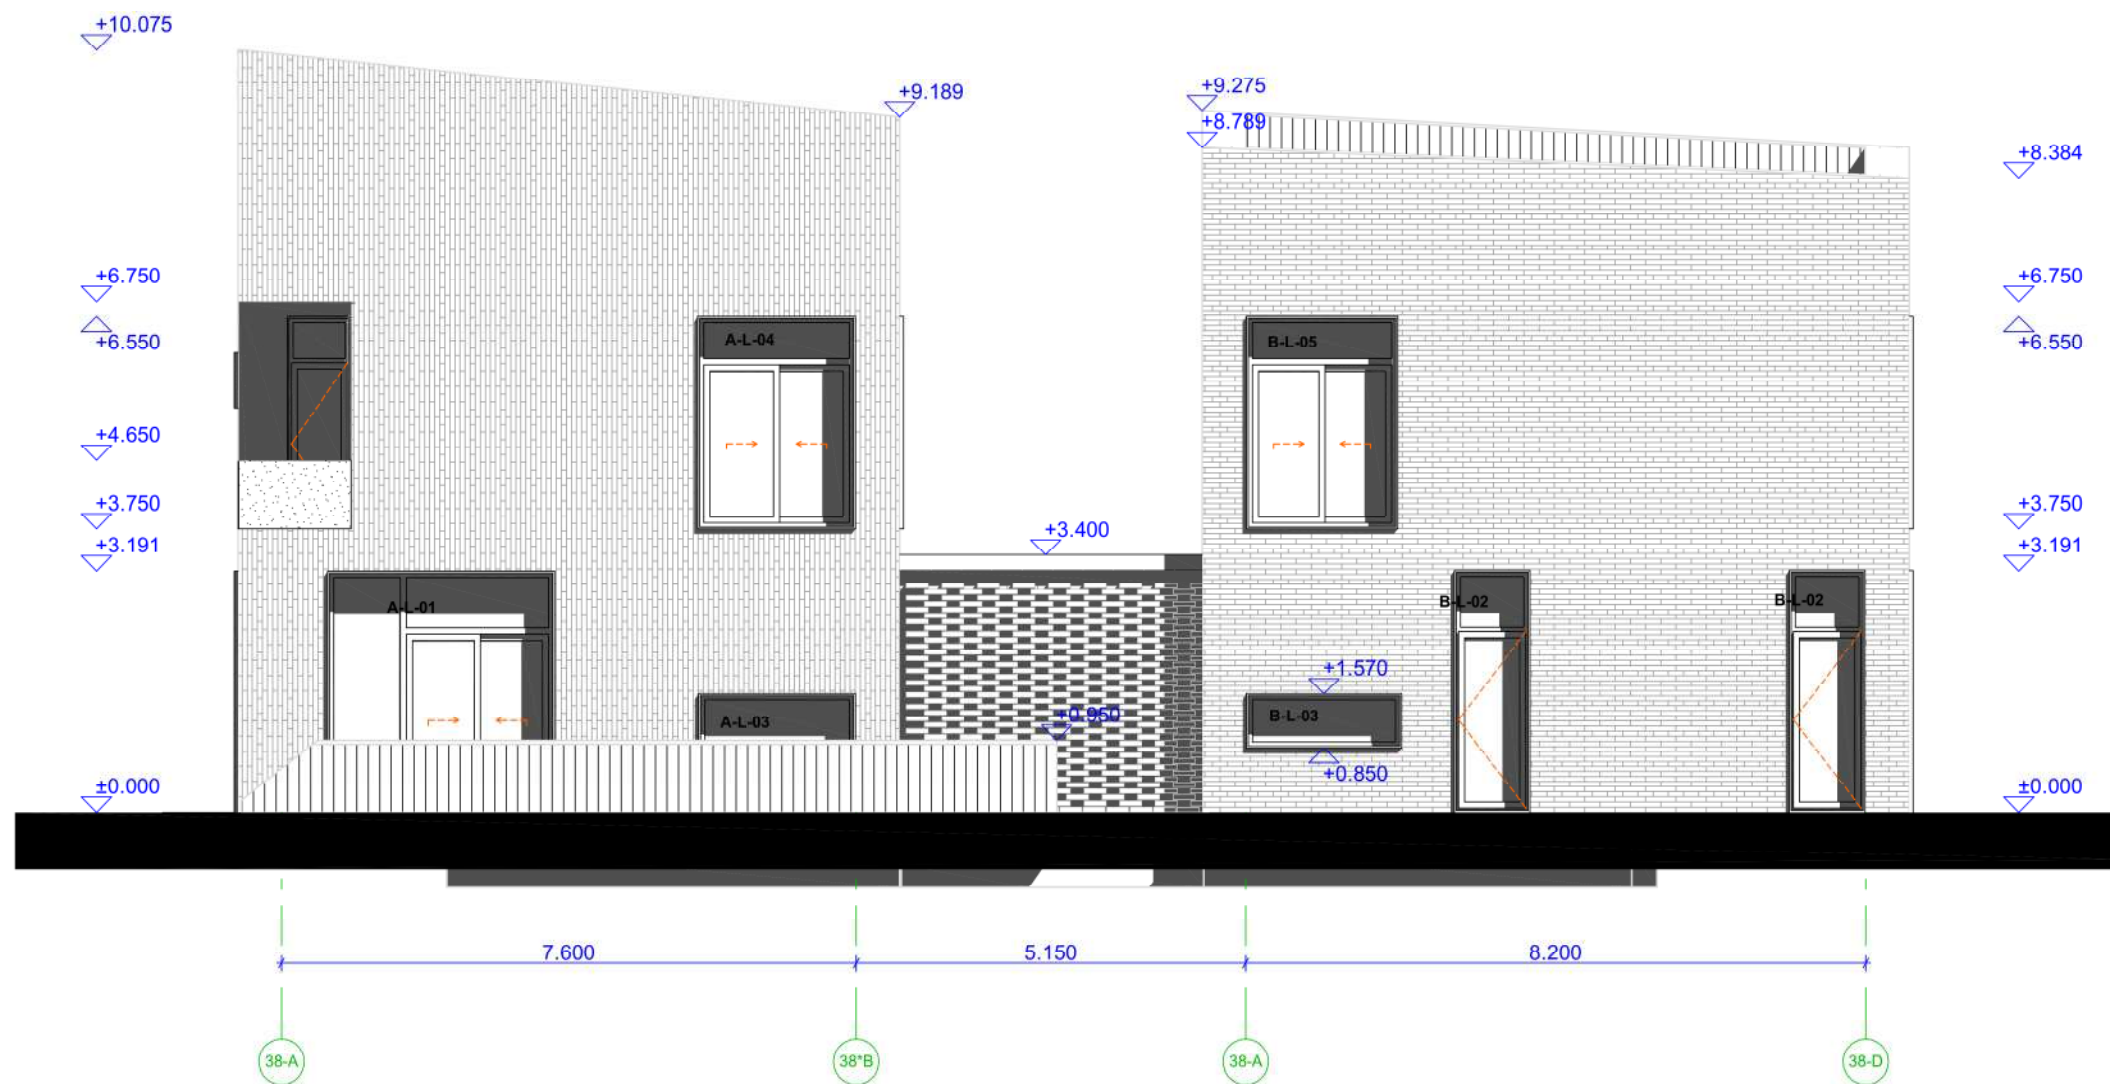 +10.075
+9.189
+9.275
+8.789
+8.384
+6.750
+6.550
+4.650
+3.750
+3.191
±0.000
A-L-04
B-L-05
+6.750
+6.550
+3.400
+3.750
+3.191
A-L-01
B-L-02
B-L-02
+1.570
A-L-03
+0.950
B-L-03
+0.850
±0.000
7.600
5.150
8.200
38-A
38*B
38-A
38-D